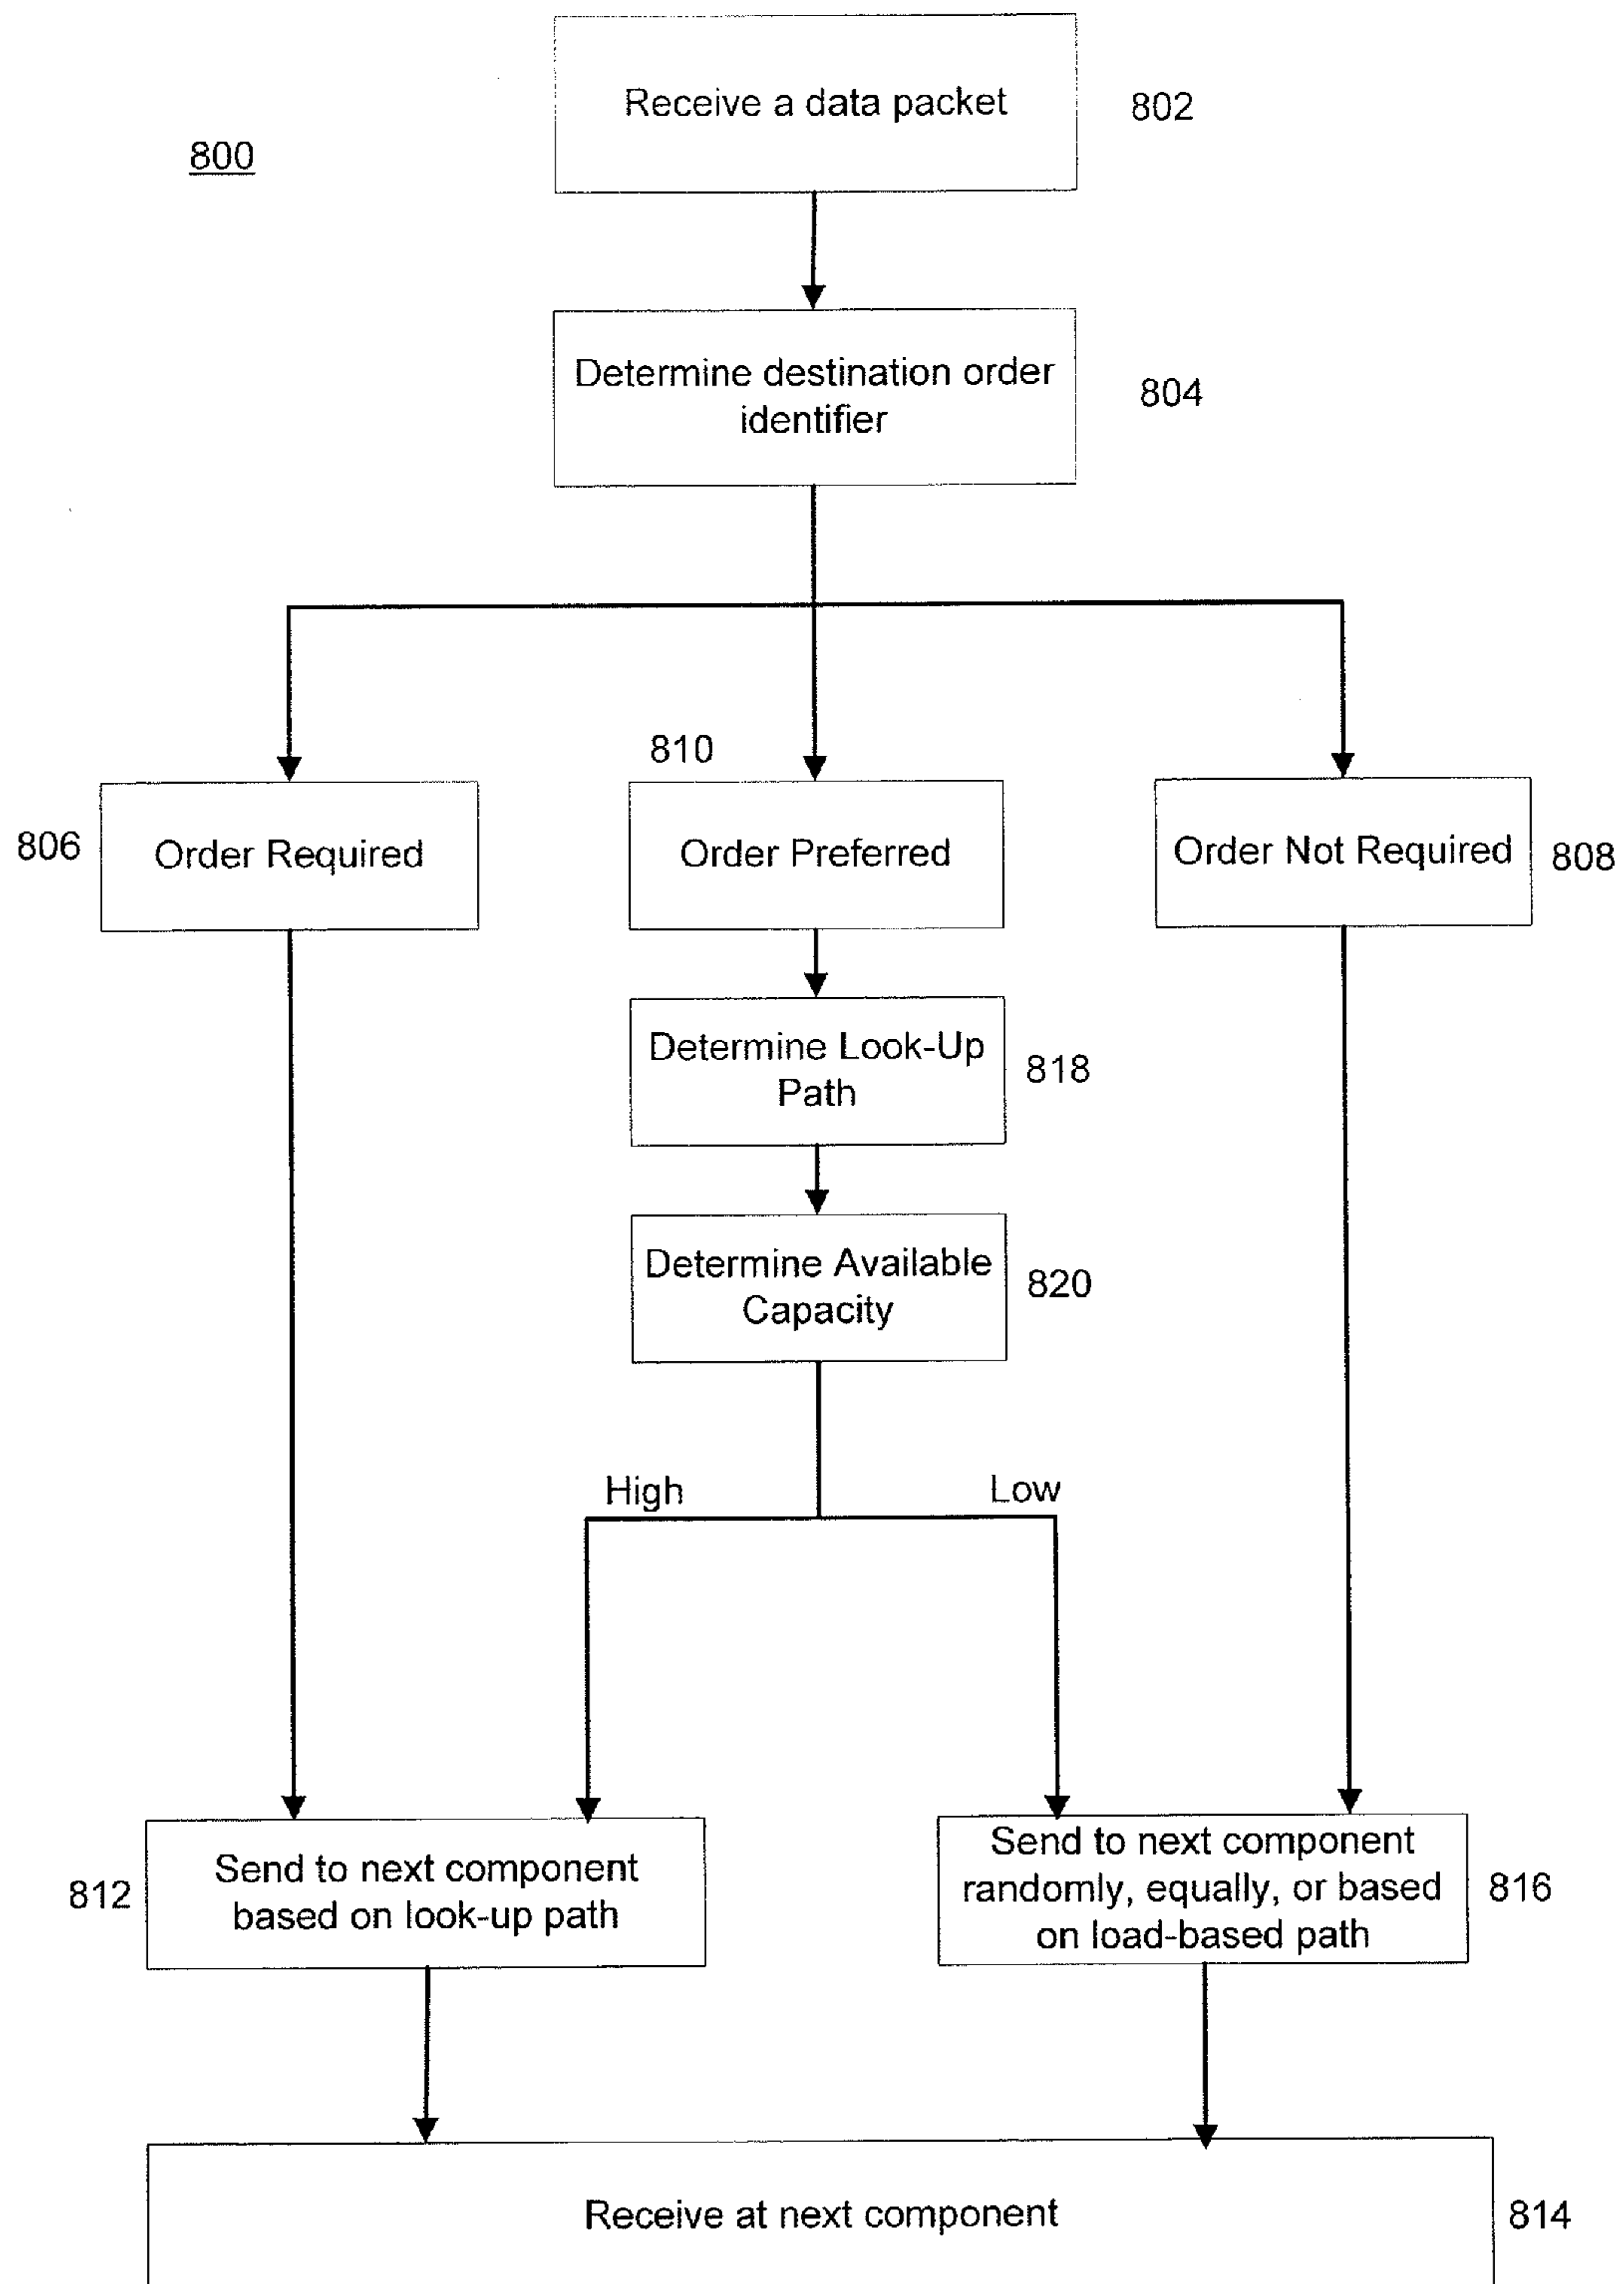 Receive a data packet
802
800
Determine destination order
identifier
804
810
806
Order Required
Order Preferred
Order Not Required
808
Determine Look-Up
Path
818
Determine Available
Capacity
820
High
Low
812
Send to next component
based on look-up path
Send to next component
randomly, equally, or based
on load-based path
816
Receive at next component
814